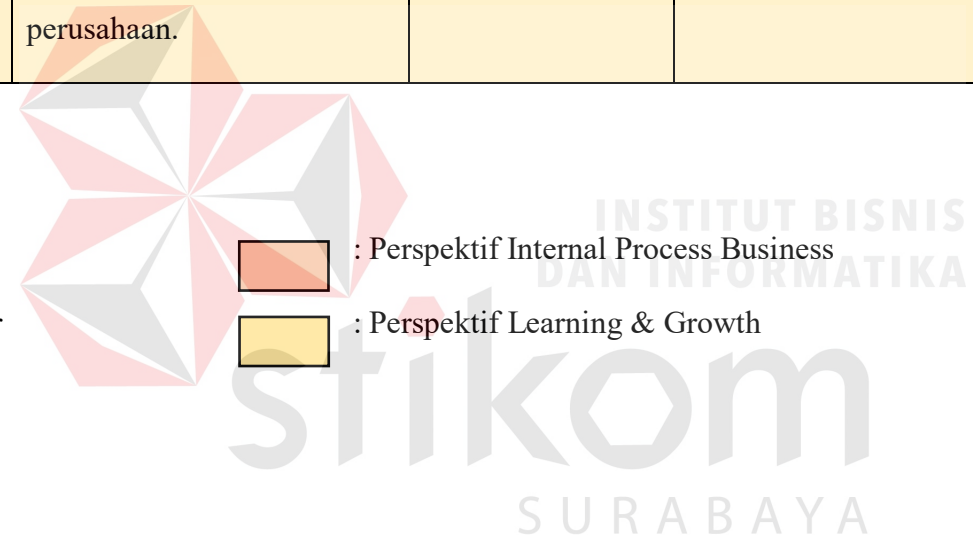 perusahaan.
INSTITUT BISNIS
: Perspektif Internal Process Business
DAN INFORMATIKA
: Perspektif Learning & Growth
stikom
SURABAYA